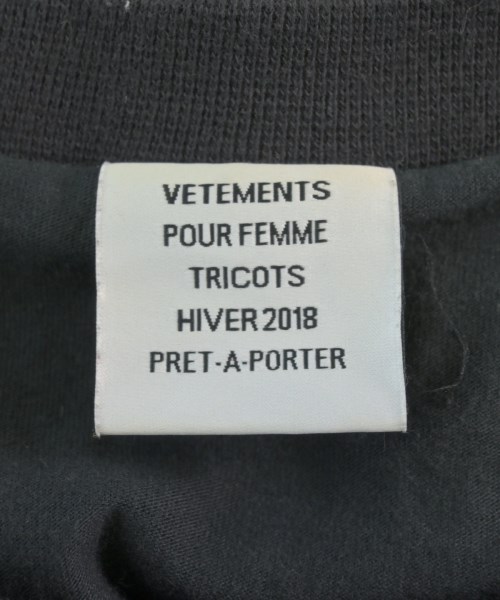 VETEMENTS
POUR FEMME
TRICOTS
HIVER 2018
PRET-A-PORTER